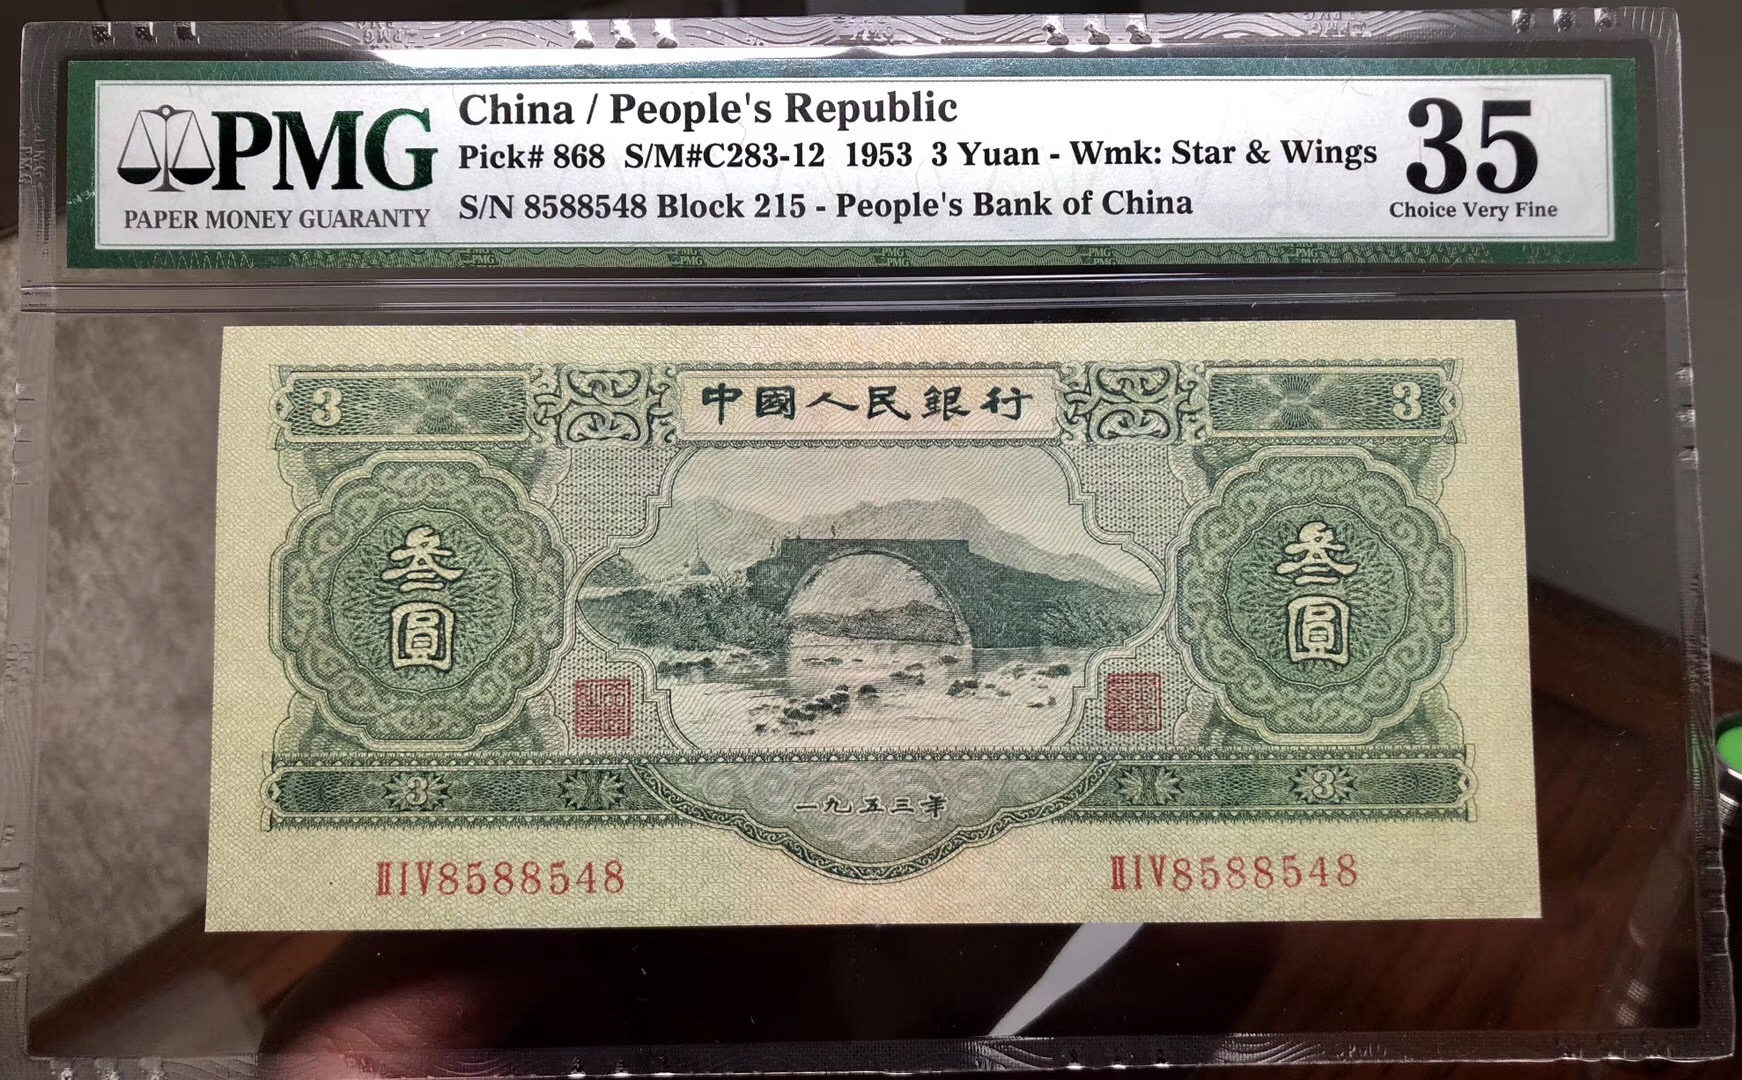 PMG
PAPER MONEY GUARANTY
China / People's Republic
Pick# 868 S/M#C283-12 1953 3 Yuan - Wmk: Star & Wings
S/N 8588548 Block 215 - People's Bank of China
35
Choice Very Fine
3 中國人民銀行 3
叁圓 叁圓
3 一九五三年 3
ⅡⅠⅤ8588548 ⅡⅠⅤ8588548